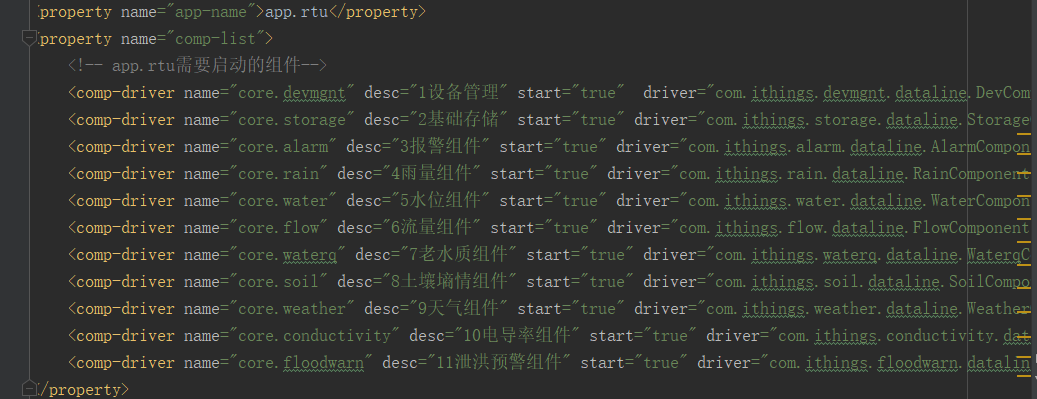 property name="app-name">app.rtu</property>
property name="comp-list">
<!-- app.rtu需要启动的组件-->
<comp-driver name="core.devmgnt" desc="1设备管理" start="true"  driver="com.ithings.devmgnt.dataline.DevCom
<comp-driver name="core.storage" desc="2基础存储" start="true" driver="com.ithings.storage.dataline.Storage
<comp-driver name="core.alarm" desc="3报警组件" start="true" driver="com.ithings.alarm.dataline.AlarmCompon
<comp-driver name="core.rain" desc="4雨量组件" start="true" driver="com.ithings.rain.dataline.RainComponent
<comp-driver name="core.water" desc="5水位组件" start="true" driver="com.ithings.water.dataline.WaterCompon
<comp-driver name="core.flow" desc="6流量组件" start="true" driver="com.ithings.flow.dataline.FlowComponent
<comp-driver name="core.waterq" desc="7老水质组件" start="true" driver="com.ithings.waterq.dataline.WaterqC
<comp-driver name="core.soil" desc="8土壤墒情组件" start="true" driver="com.ithings.soil.dataline.SoilCompo
<comp-driver name="core.weather" desc="9天气组件" start="true" driver="com.ithings.weather.dataline.Weather
<comp-driver name="core.conductivity" desc="10电导率组件" start="true" driver="com.ithings.conductivity.dat
<comp-driver name="core.floodwarn" desc="11泄洪预警组件" start="true" driver="com.ithings.floodwarn.datalin
/property>